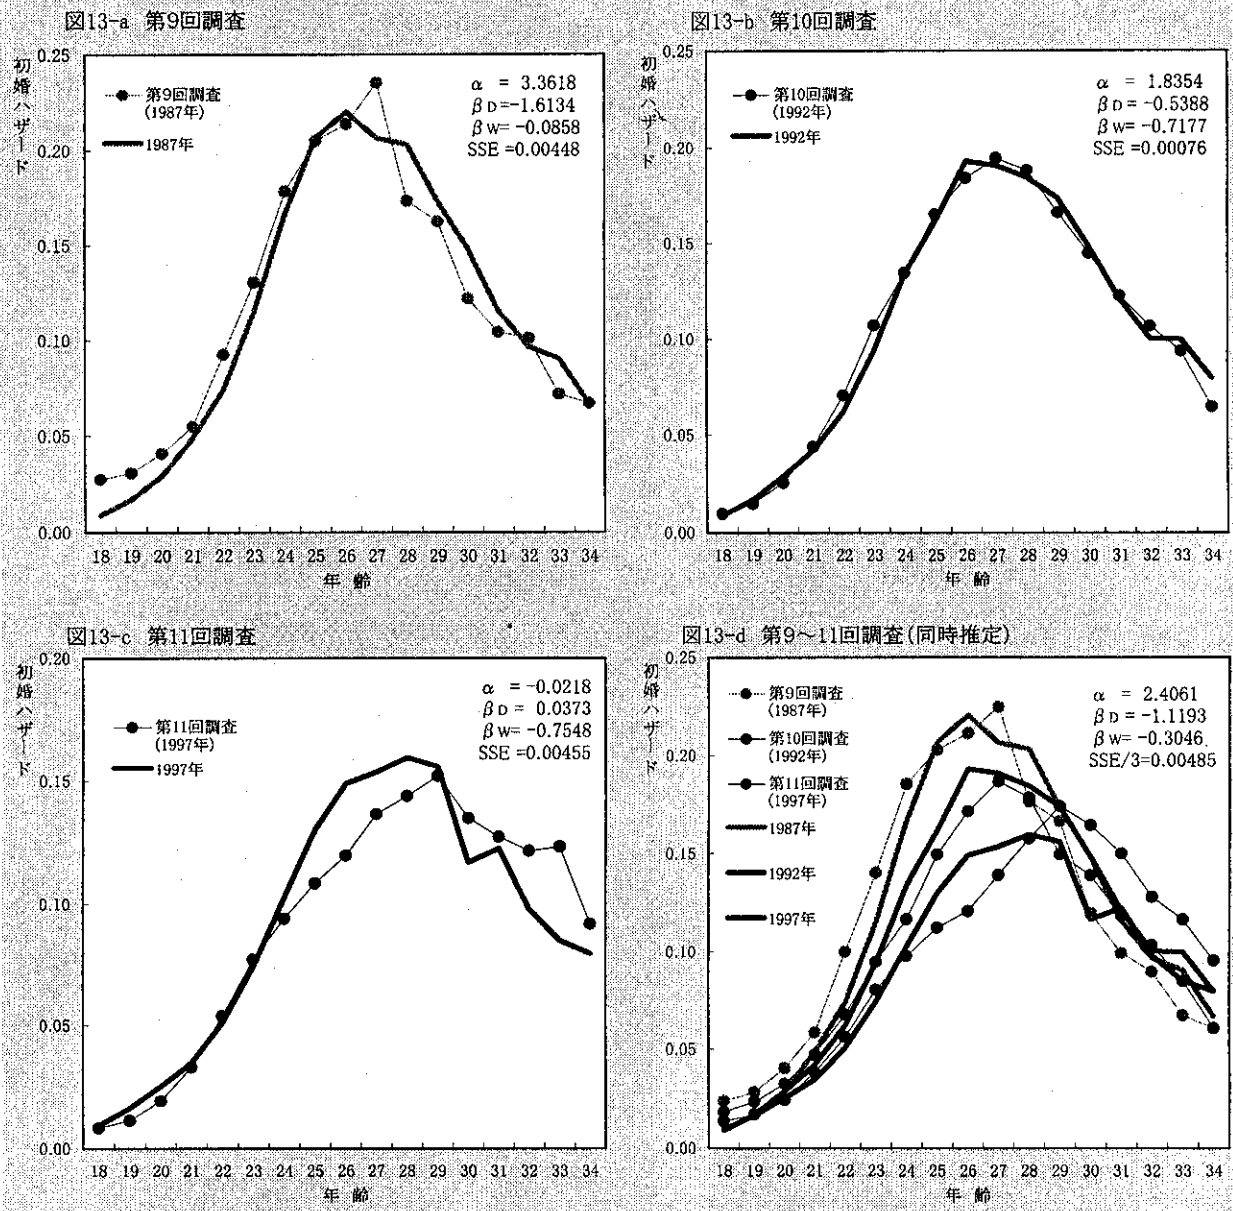 図13-a 第9回調査
0.25
初婚ハザード
第9回調査
(1987年)
1987年
α = 3.3618
βD=-1.6134
βW= -0.0858
SSE =0.00448
0.20
0.15
0.10
0.05
0.00
18 19 20 21 22 23 24 25 26 27 28 29 30 31 32 33 34
年 齢
図13-b 第10回調査
0.25
初婚ハザード
第10回調査
(1992年)
1992年
α = 1.8354
βD = -0.5388
βW= -0.7177
SSE =0.00076
0.20
0.15
0.10
0.05
0.00
18 19 20 21 22 23 24 25 26 27 28 29 30 31 32 33 34
年 齢
図13-c 第11回調査
0.20
初婚ハザード
第11回調査
(1997年)
1997年
α = -0.0218
βD = 0.0373
βW= -0.7548
SSE =0.00455
0.15
0.10
0.05
0.00
18 19 20 21 22 23 24 25 26 27 28 29 30 31 32 33 34
年 齢
図13-d 第9～11回調査(同時推定)
0.25
初婚ハザード
第9回調査
(1987年)
第10回調査
(1992年)
第11回調査
(1997年)
1987年
1992年
1997年
α = 2.4061
βD = -1.1193
βW= -0.3046
SSE/3=0.00485
0.20
0.15
0.10
0.05
0.00
18 19 20 21 22 23 24 25 26 27 28 29 30 31 32 33 34
年 齢